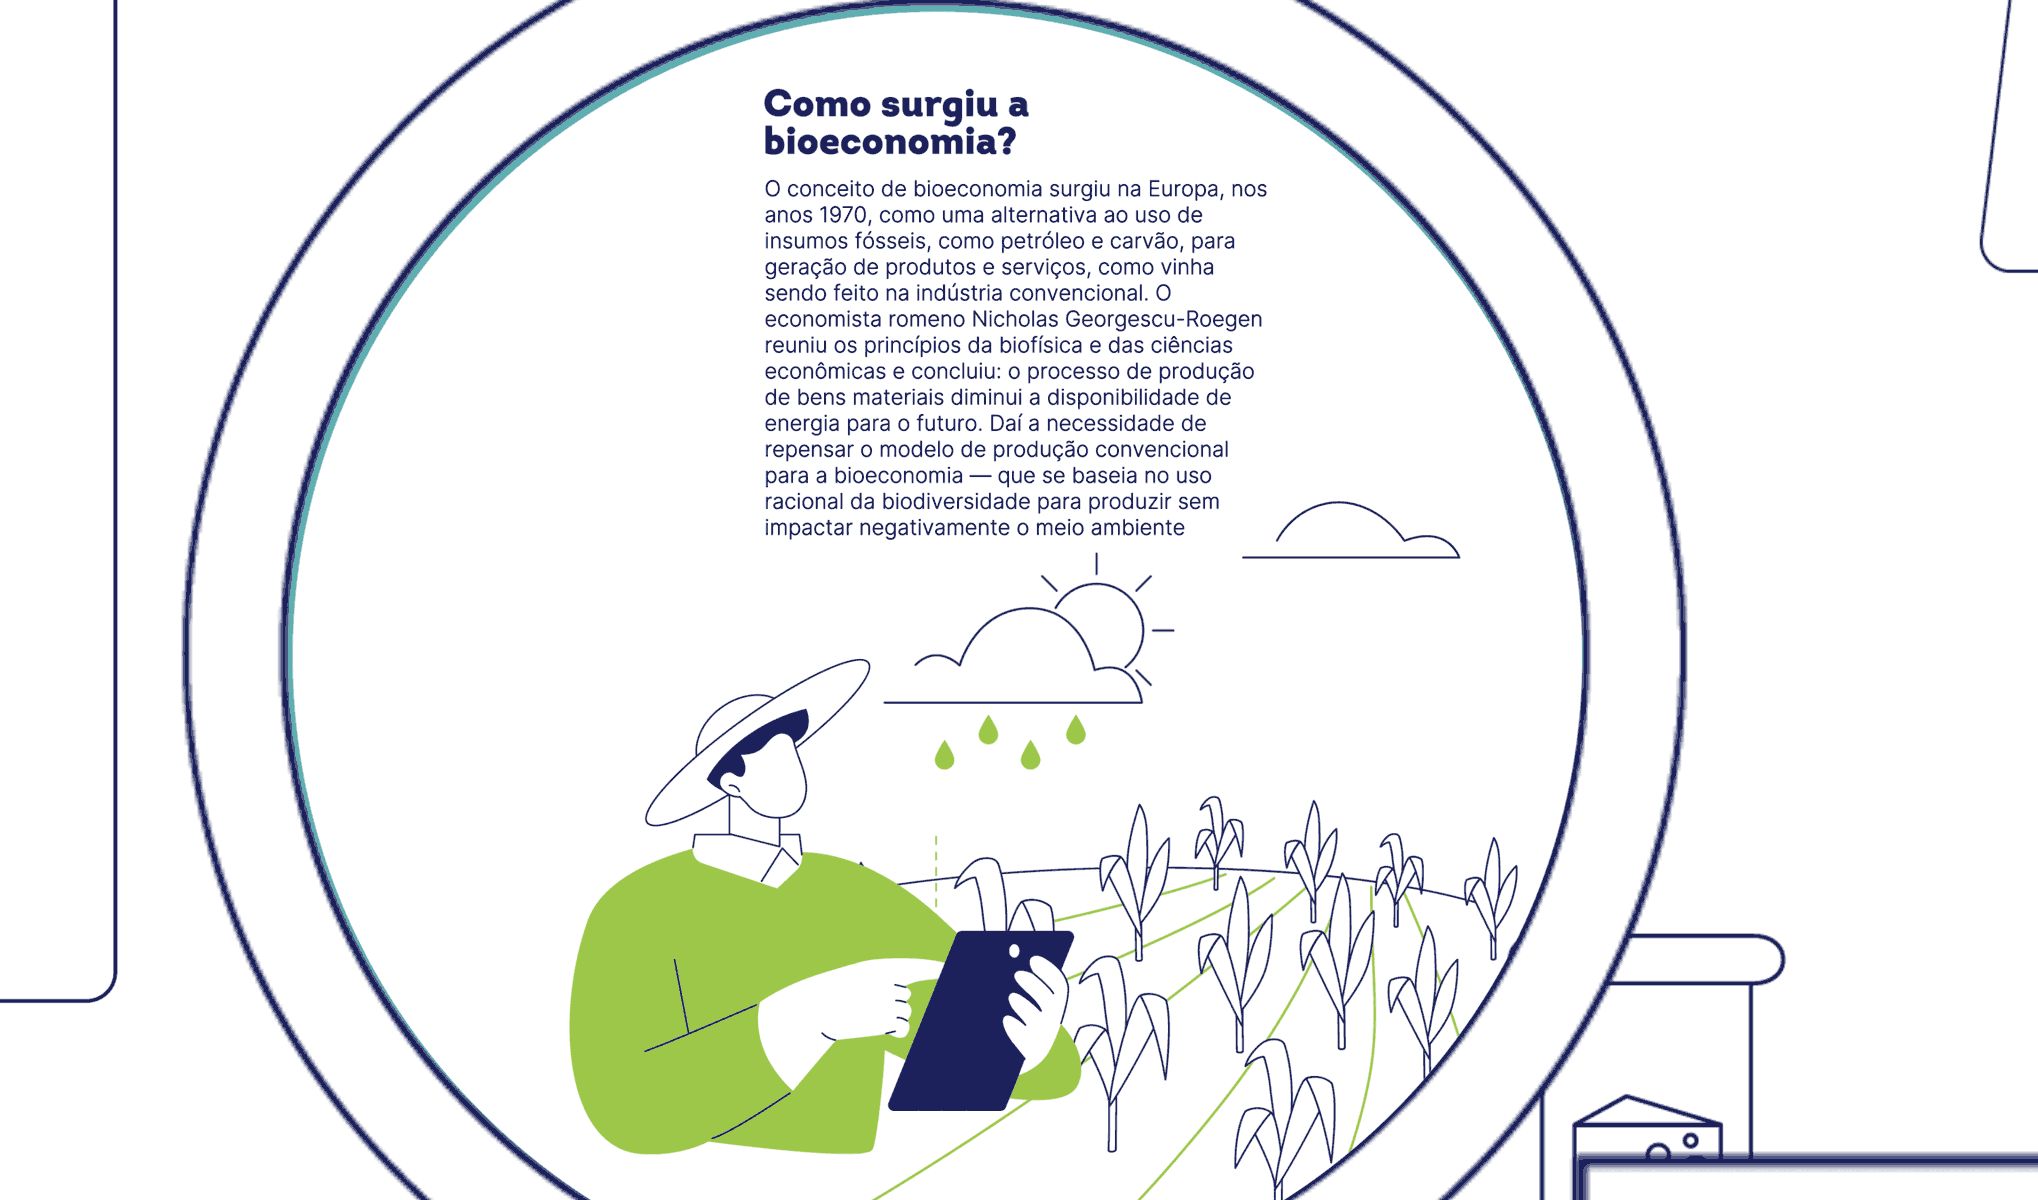 Como surgiu a
bioeconomia?
O conceito de bioeconomia surgiu na Europa, nos
anos 1970, como uma alternativa ao uso de
insumos fósseis, como petróleo e carvão, para
geração de produtos e serviços, como vinha
sendo feito na indústria convencional. O
economista romeno Nicholas Georgescu-Roegen
reuniu os princípios da biofísica e das ciências
econômicas e concluiu: o processo de produção
de bens materiais diminui a disponibilidade de
energia para o futuro. Daí a necessidade de
repensar o modelo de produção convencional
para a bioeconomia — que se baseia no uso
racional da biodiversidade para produzir sem
impactar negativamente o meio ambiente